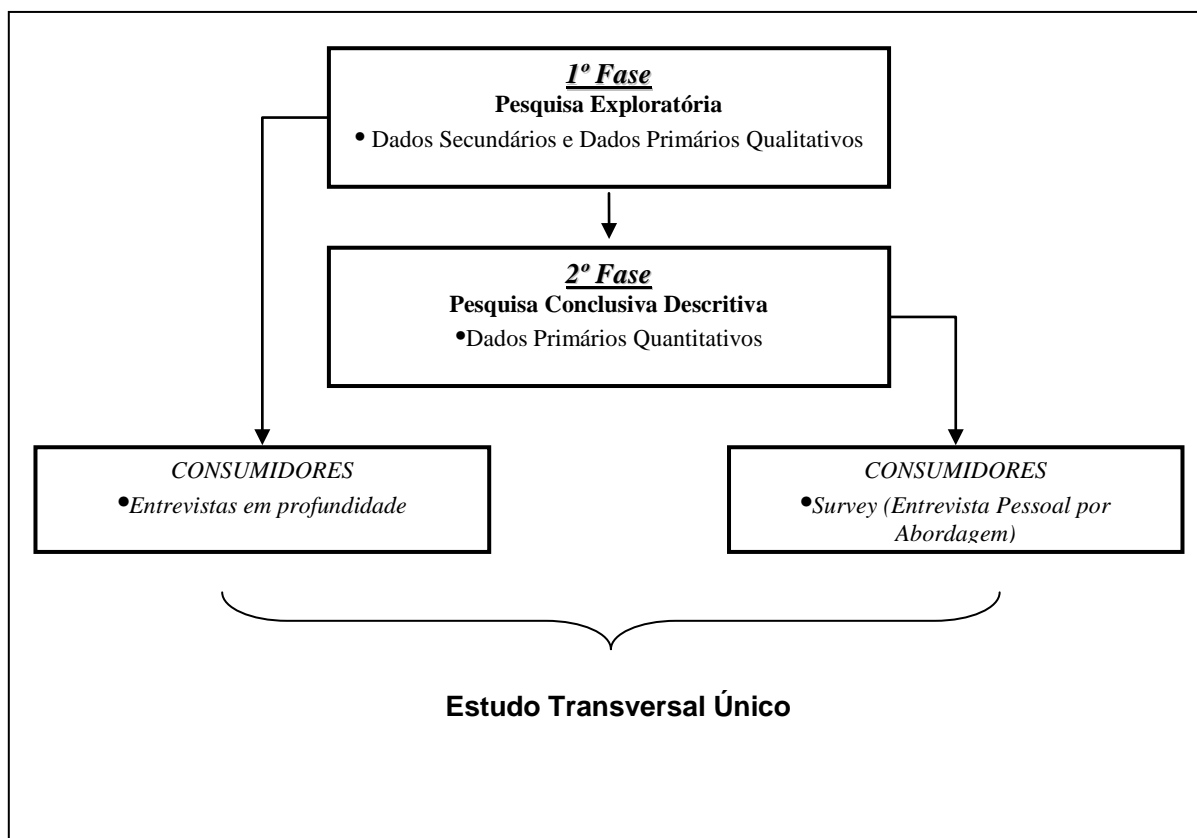 1º Fase
Pesquisa Exploratória
• Dados Secundários e Dados Primários Qualitativos
2º Fase
Pesquisa Conclusiva Descritiva
•Dados Primários Quantitativos
CONSUMIDORES
•Entrevistas em profundidade
CONSUMIDORES
•Survey (Entrevista Pessoal por
Abordagem)
Estudo Transversal Único